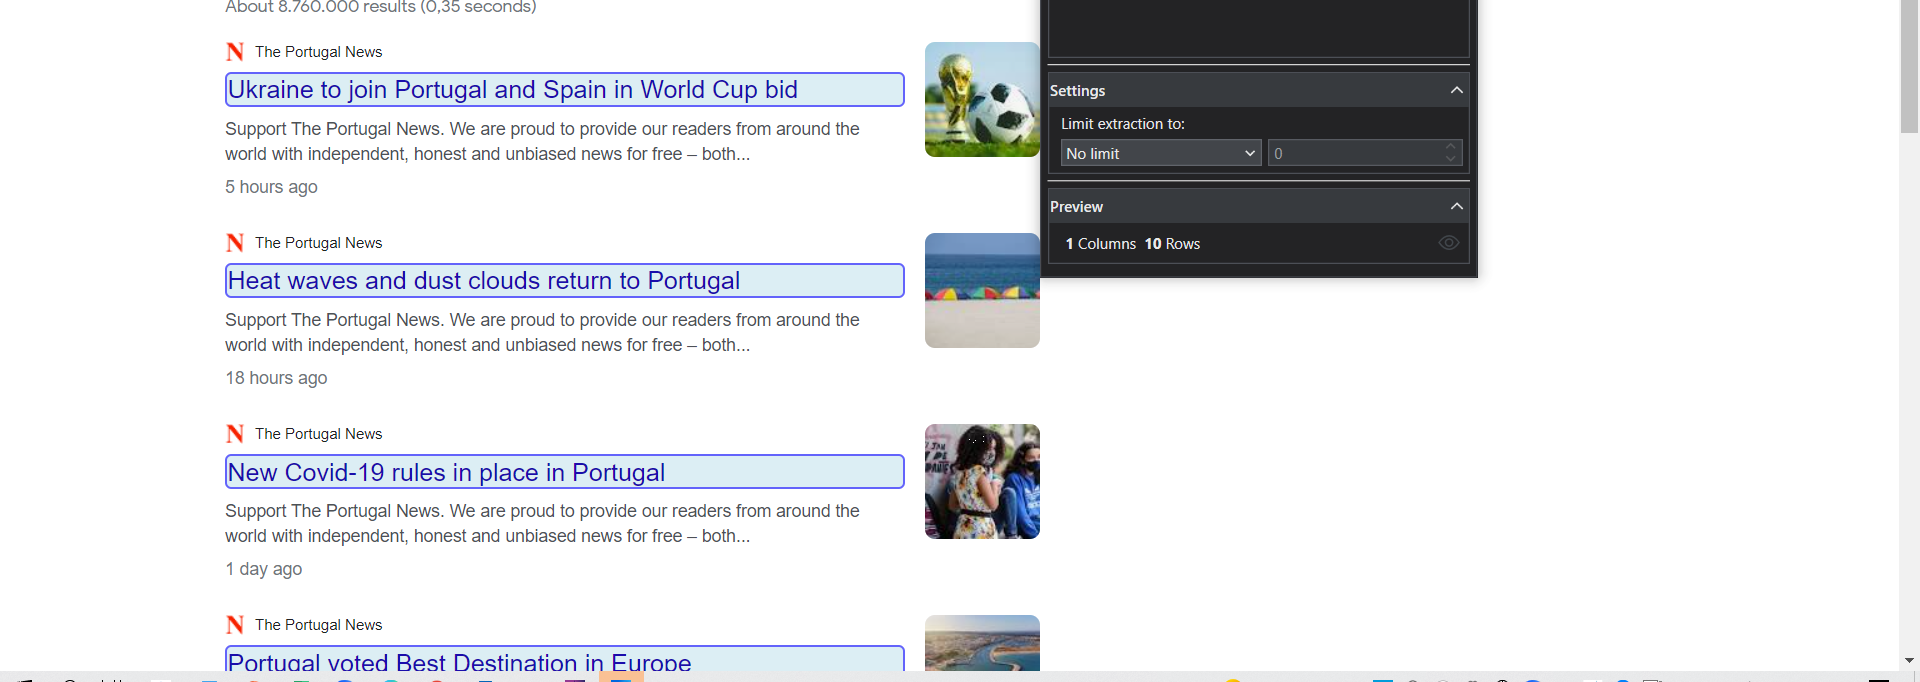 About 8.760.000 results (0,35 seconds)
N The Portugal News
Ukraine to join Portugal and Spain in World Cup bid
Support The Portugal News. We are proud to provide our readers from around the
world with independent, honest and unbiased news for free – both...
5 hours ago
N The Portugal News
Heat waves and dust clouds return to Portugal
Support The Portugal News. We are proud to provide our readers from around the
world with independent, honest and unbiased news for free – both...
18 hours ago
N The Portugal News
New Covid-19 rules in place in Portugal
Support The Portugal News. We are proud to provide our readers from around the
world with independent, honest and unbiased news for free – both...
1 day ago
N The Portugal News
Portugal voted Best Destination in Europe
Settings
Limit extraction to:
No limit 0
Preview
1 Columns 10 Rows